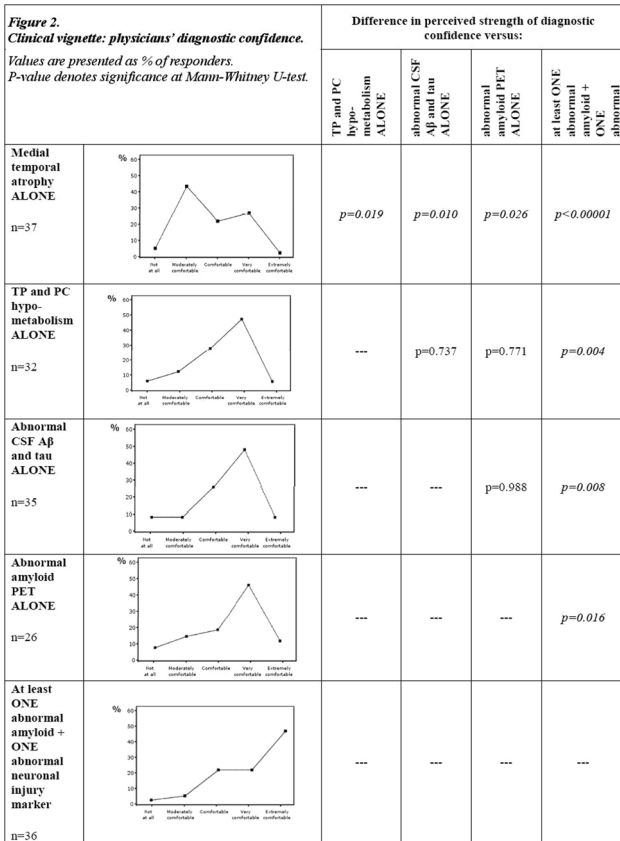 Figure 2.
Clinical vignette: physicians' diagnostic confidence.
Values are presented as % of responders.
P-value denotes significance at Mann-Whitney U-test.
Difference in perceived strength of diagnostic
confidence versus:
TP and PC
hypo-
metabolism
ALONE
abnormal CSF
Aβ and tau
ALONE
abnormal
amyloid PET
ALONE
at least ONE
abnormal
amyloid +
ONE
abnormal
Medial
temporal
atrophy
ALONE
n=37
%
60
50
40
30
20
10
0
Not
at all
Moderately
comfortable
Comfortable
Very
comfortable
Extremely
comfortable
p=0.019
p=0.010
p=0.026
p<0.00001
TP and PC
hypo-
metabolism
ALONE
n=32
%
60
50
40
30
20
10
0
Not
at all
Moderately
comfortable
Comfortable
Very
comfortable
Extremely
comfortable
---
p=0.737
p=0.771
p=0.004
Abnormal
CSF Aβ
and tau
ALONE
n=35
%
60
50
40
30
20
10
0
Not
at all
Moderately
comfortable
Comfortable
Very
comfortable
Extremely
comfortable
---
---
p=0.988
p=0.008
Abnormal
amyloid
PET
ALONE
n=26
%
60
50
40
30
20
10
0
Not
at all
Moderately
comfortable
Comfortable
Very
comfortable
Extremely
comfortable
---
---
---
p=0.016
At least
ONE
abnormal
amyloid +
ONE
abnormal
neuronal
injury
marker
n=36
%
60
50
40
30
20
10
0
Not
at all
Moderately
comfortable
Comfortable
Very
comfortable
Extremely
comfortable
---
---
---
---